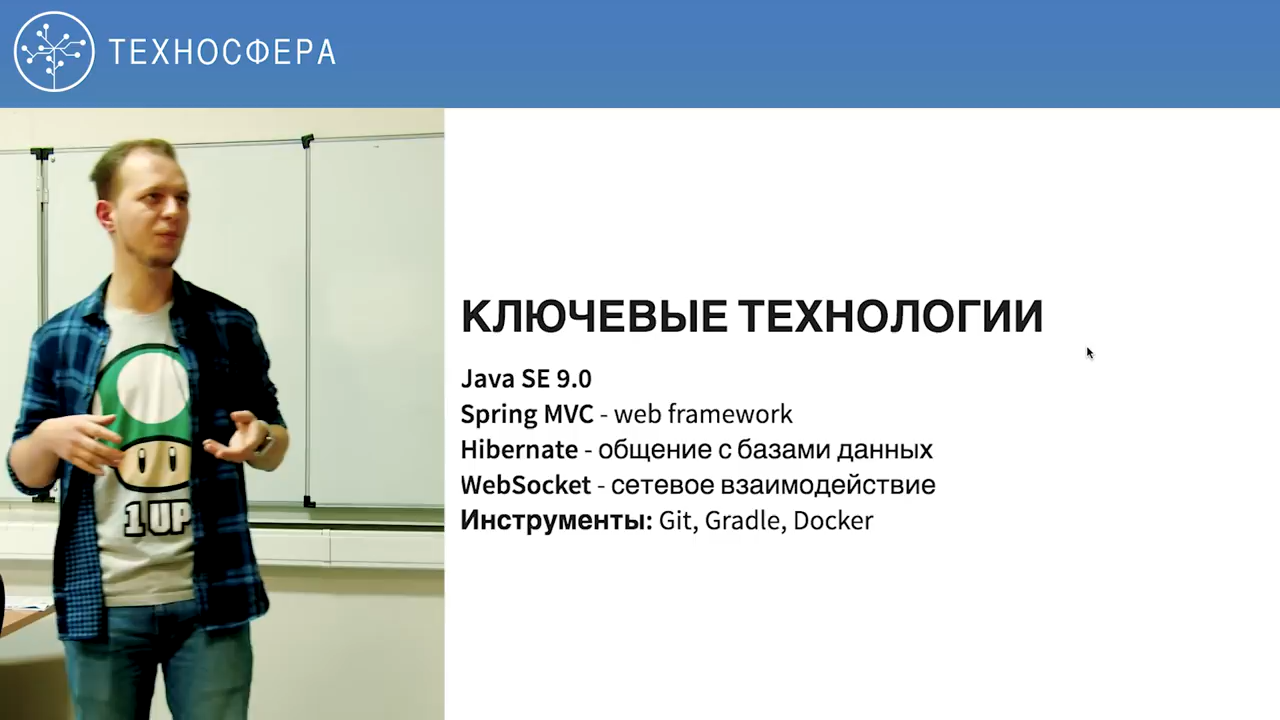 ТЕХНОСФЕРА
КЛЮЧЕВЫЕ ТЕХНОЛОГИИ
Java SE 9.0
Spring MVC - web framework
Hibernate - общение с базами данных
WebSocket - сетевое взаимодействие
Инструменты: Git, Gradle, Docker
1 UP